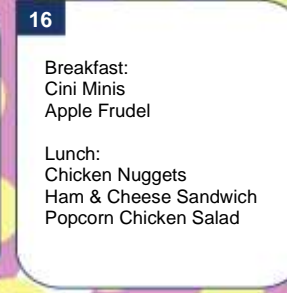 16
Breakfast:
Cini Minis
Apple Frudel
Lunch:
Chicken Nuggets
Ham & Cheese Sandwich
Popcorn Chicken Salad